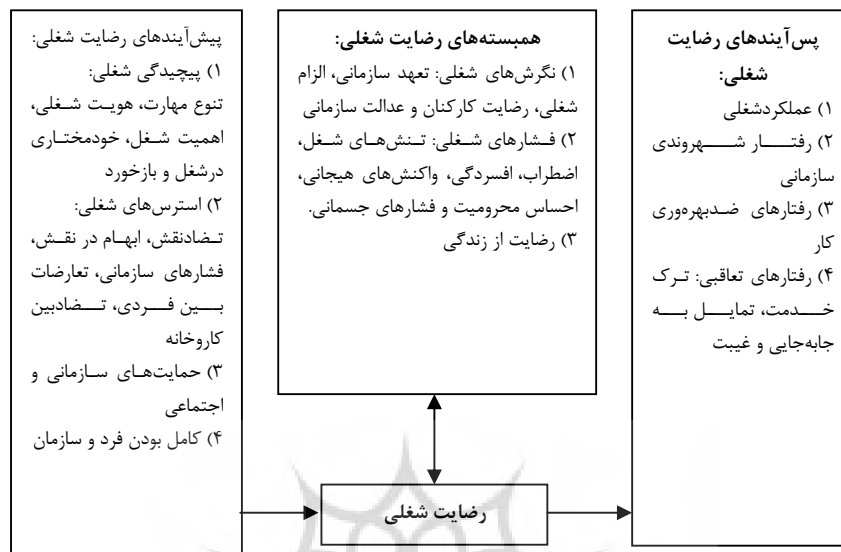 پس‌آیندهای رضایت
شغلی:
۱) عملکردشغلی
۲) رفتار شهروندی
سازمانی
۳) رفتارهای ضدبهره‌وری
کار
۴) رفتارهای تعاقبی: ترک
خدمت، تمایل به
جابه‌جایی و غیبت
همبسته‌های رضایت شغلی:
۱) نگرش‌های شغلی: تعهد سازمانی، الزام
شغلی، رضایت کارکنان و عدالت سازمانی
۲) فشارهای شغلی: تنش‌های شغل،
اضطراب، افسردگی، واکنش‌های هیجانی،
احساس محرومیت و فشارهای جسمانی.
۳) رضایت از زندگی
پیش‌آیندهای رضایت شغلی:
۱) پیچیدگی شغلی:
تنوع مهارت، هویت شغلی،
اهمیت شغل، خودمختاری
درشغل و بازخورد
۲) استرس‌های شغلی:
تضادنقش، ابهام در نقش،
فشارهای سازمانی، تعارضات
بین فردی، تضادبین
کاروخانه
۳) حمایت‌های سازمانی و
اجتماعی
۴) کامل بودن فرد و سازمان
رضایت شغلی